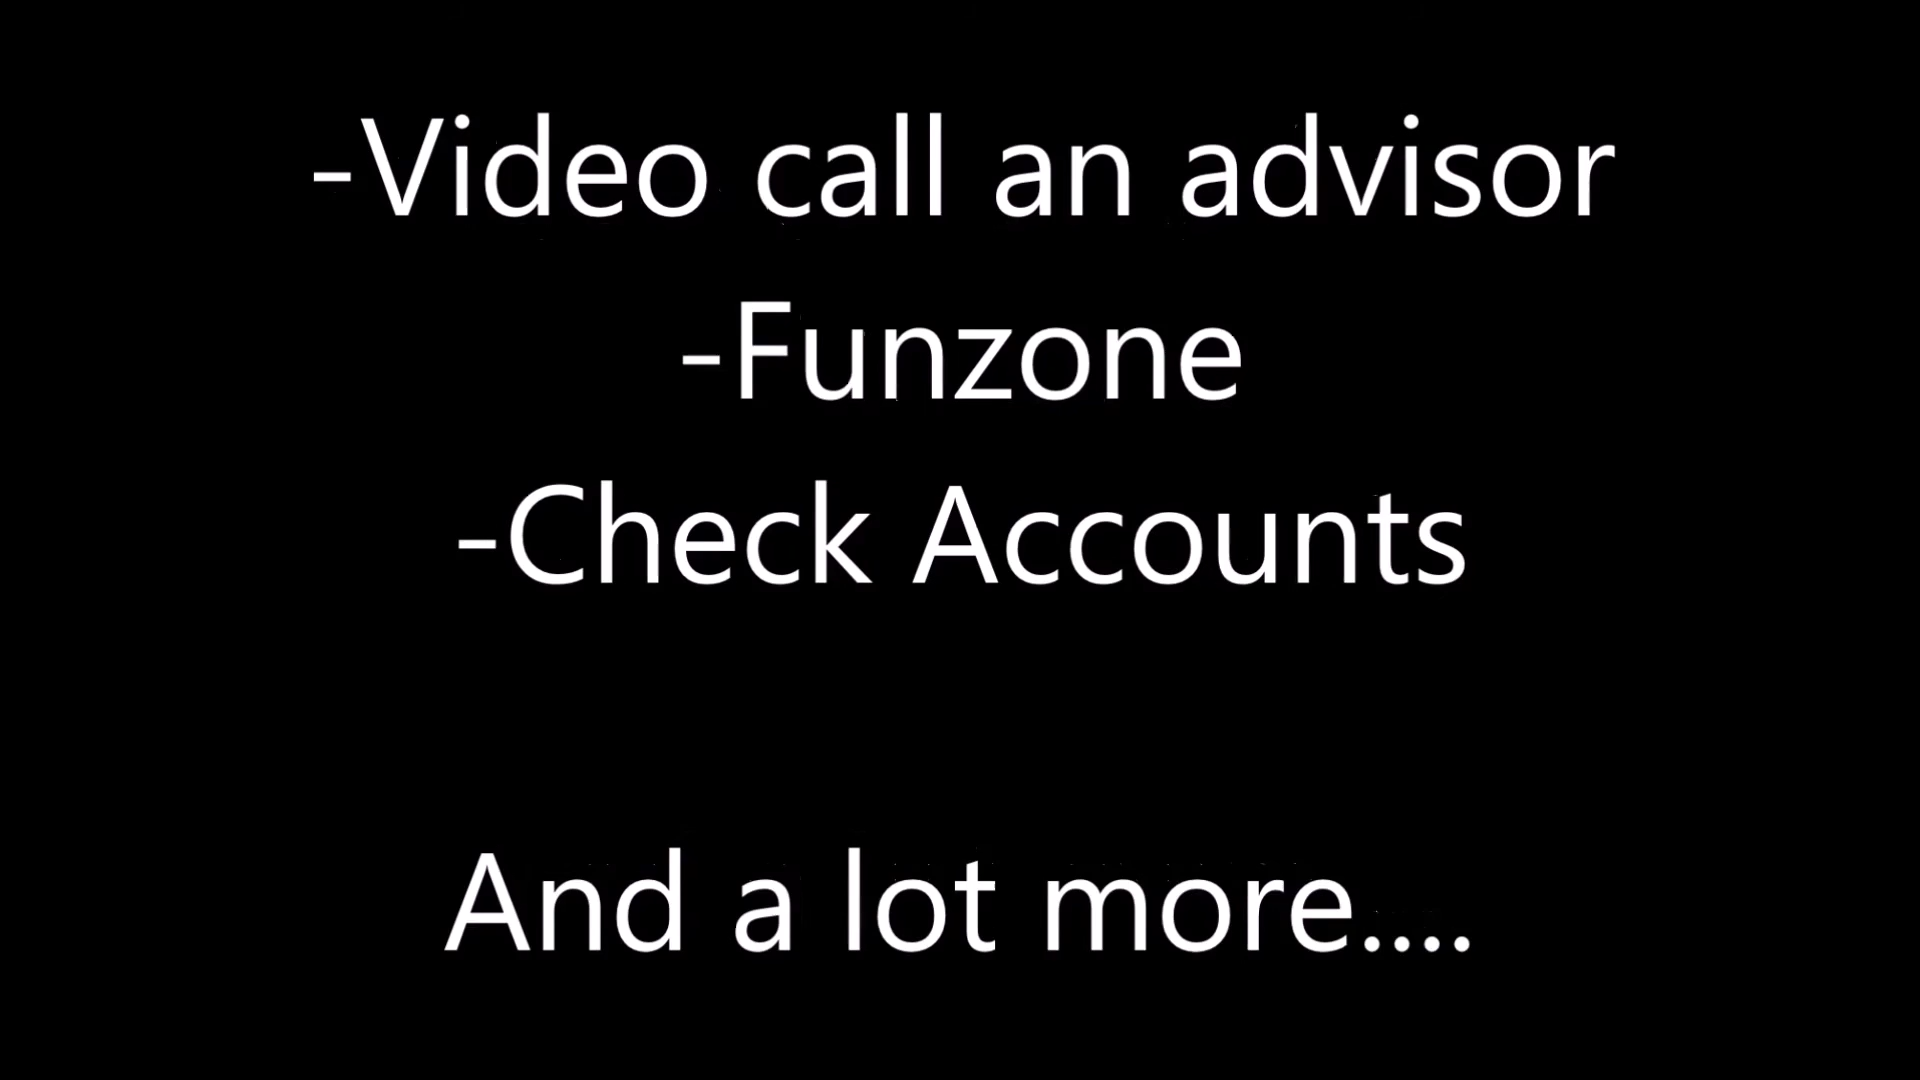 -Video call an advisor
-Funzone
-Check Accounts
And a lot more....